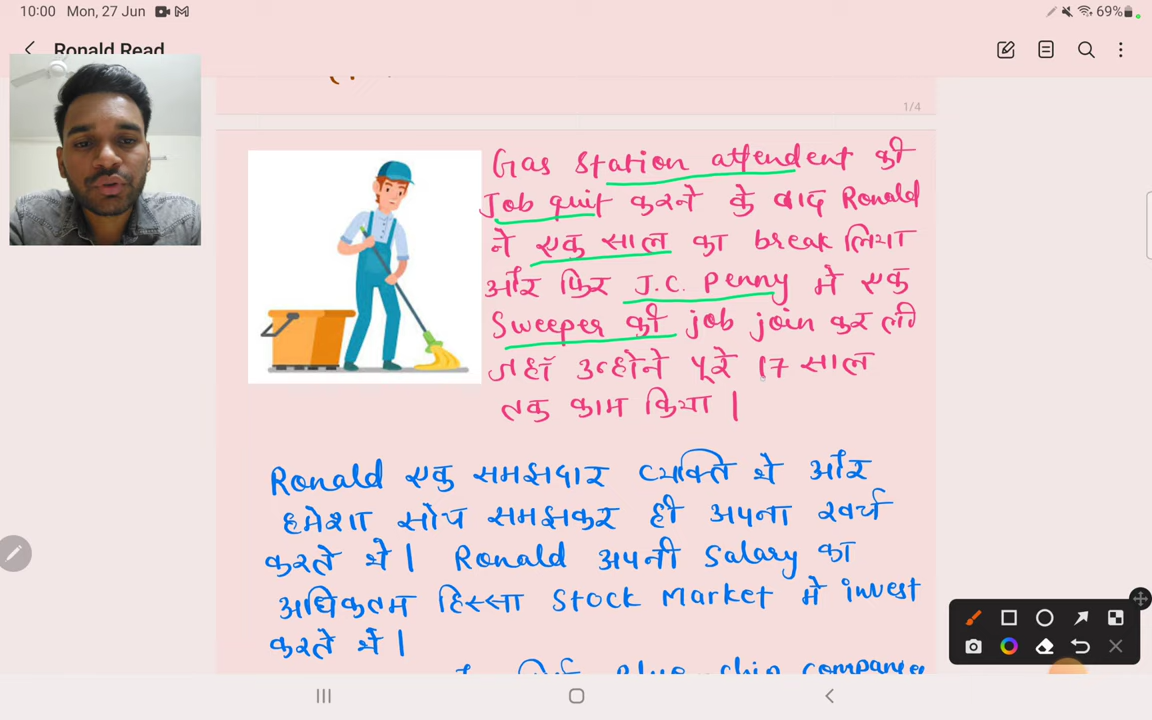 10:00 Mon, 27 Jun
69%
Ronald Read
1/4
Gas station attendent की
Job quit करने के बाद Ronald
ने एक साल का break लिया
और फिर J.C. Penny मे एक
Sweeper की job join कर ली
जहाँ उन्होने पूरे 17 साल
तक काम किया |
Ronald एक समझदार व्यक्ति थे और
हमेशा सोच समझकर ही अपना खर्च
करते थे | Ronald अपनी Salary का
अधिकतम हिस्सा Stock Market मे invest
करते थे |